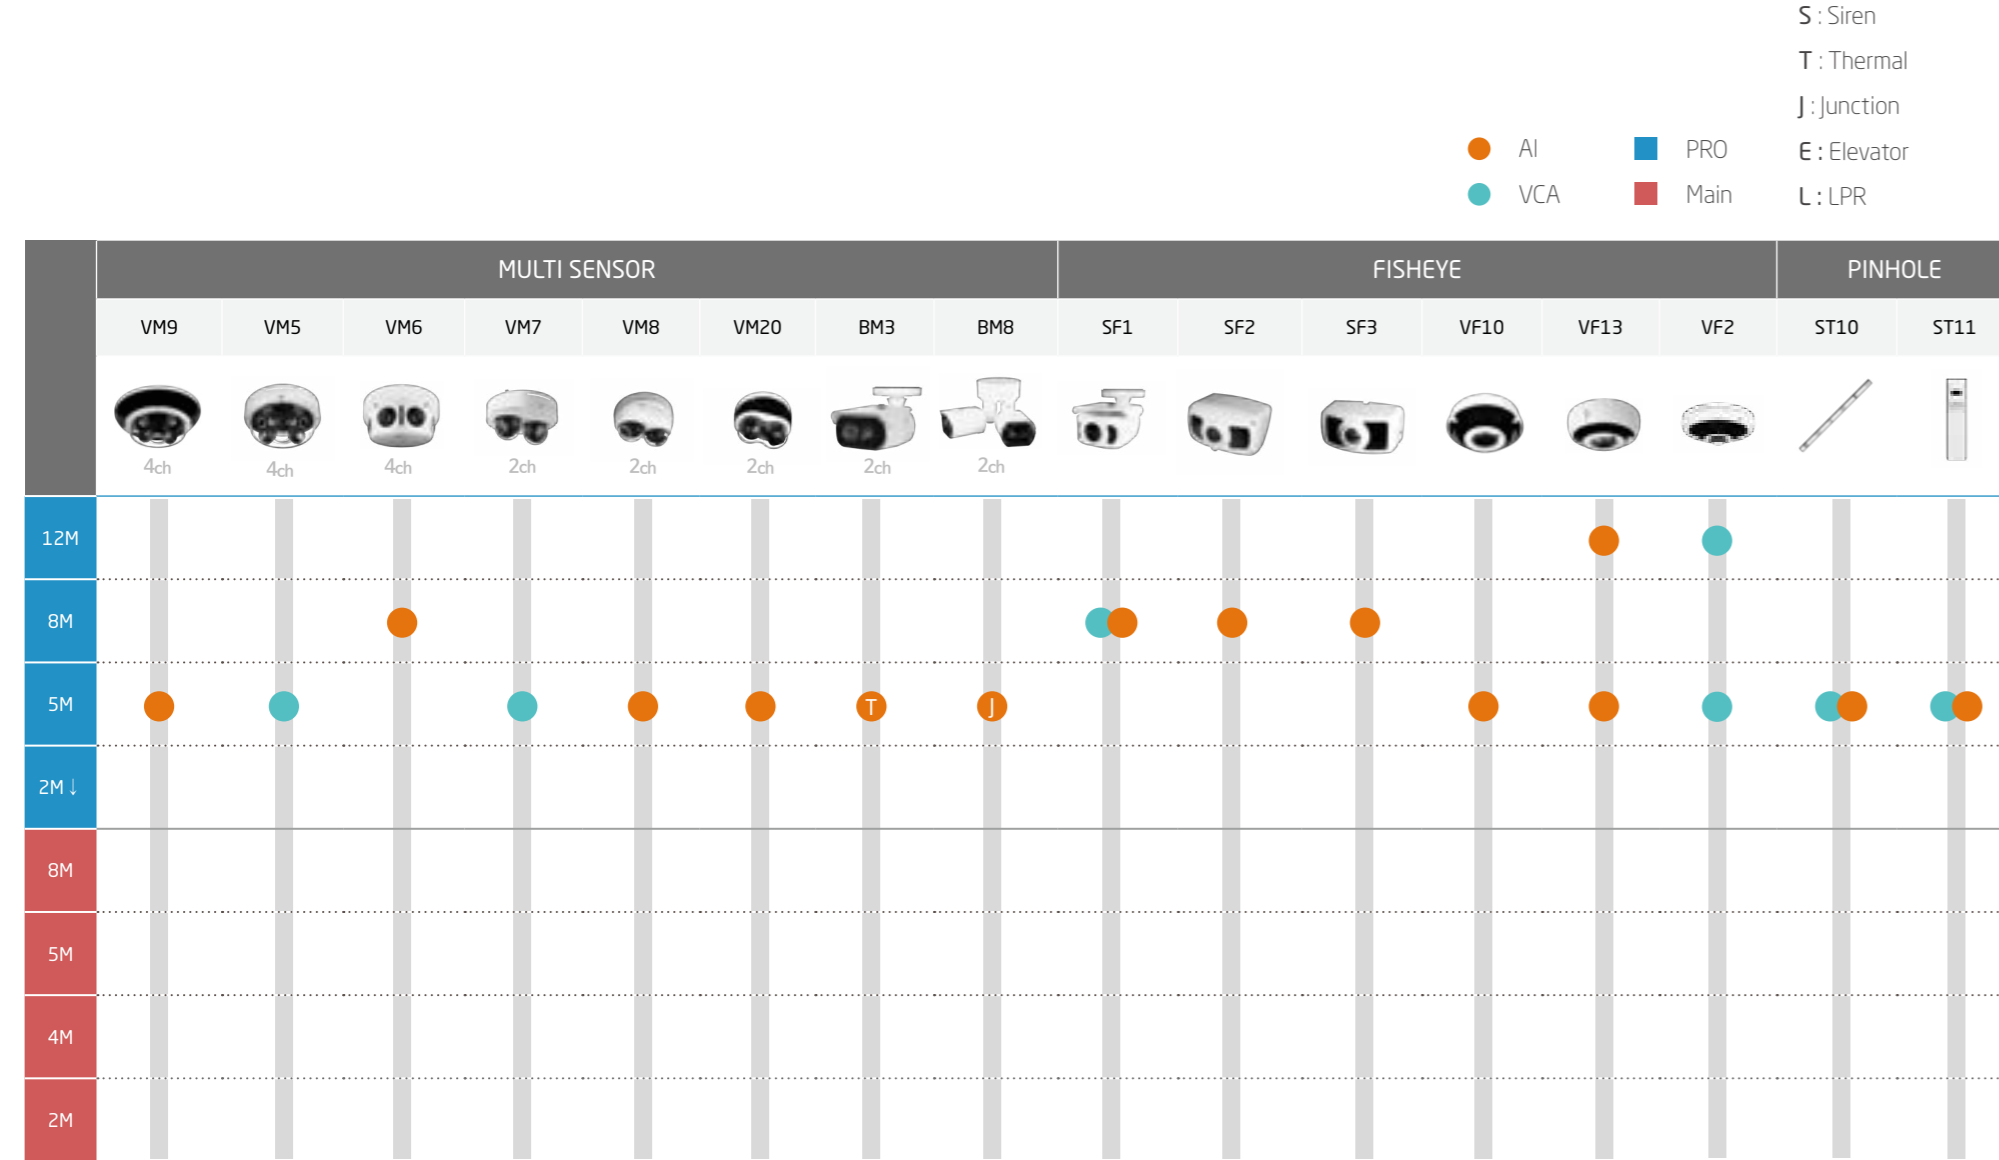 S : Siren
T : Thermal
J : Junction
AI PRO E : Elevator
VCA Main L : LPR
MULTI SENSOR FISHEYE PINHOLE
VM9 VM5 VM6 VM7 VM8 VM20 BM3 BM8 SF1 SF2 SF3 VF10 VF13 VF2 ST10 ST11
4ch 4ch 4ch 2ch 2ch 2ch 2ch 2ch
12M
8M
5M T J
2M ↓
8M
5M
4M
2M